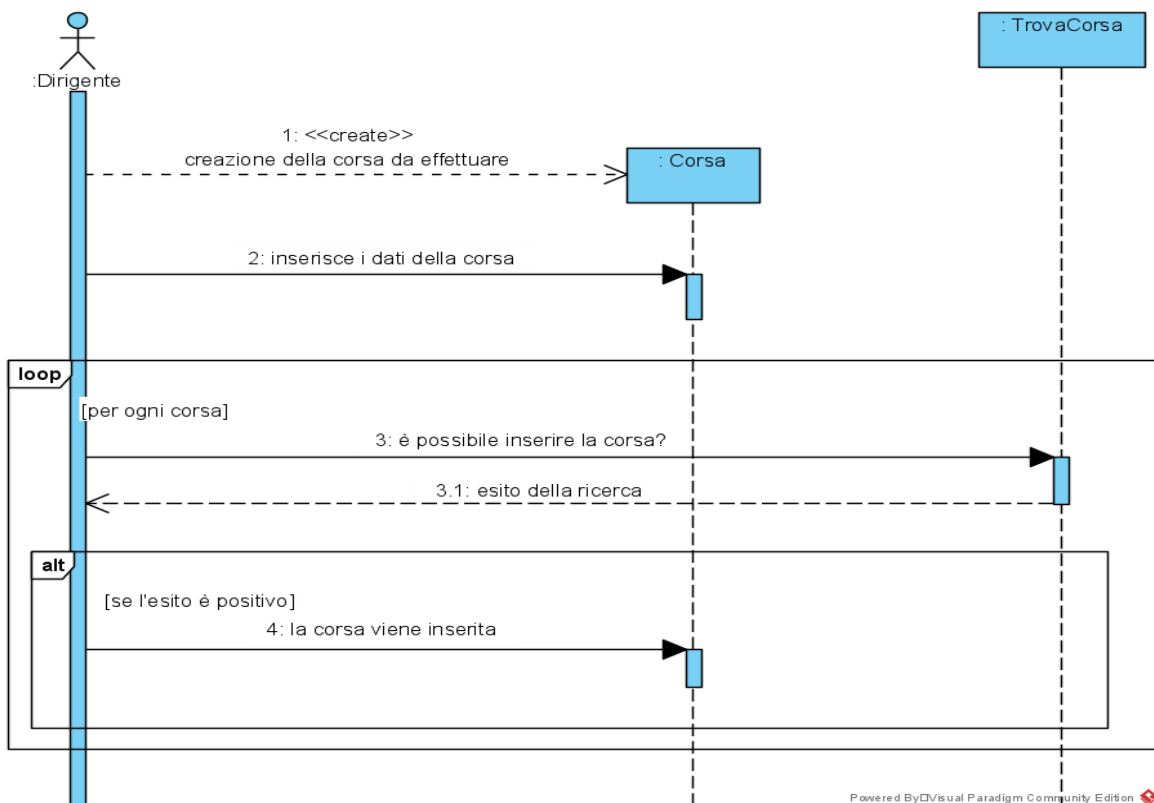 : TrovaCorsa
:Dirigente
1: <<create>>
creazione della corsa da effettuare
: Corsa
2: inserisce i dati della corsa
loop
[per ogni corsa]
3: è possibile inserire la corsa?
3.1: esito della ricerca
alt
[se l'esito è positivo]
4: la corsa viene inserita
Powered By Visual Paradigm Community Edition